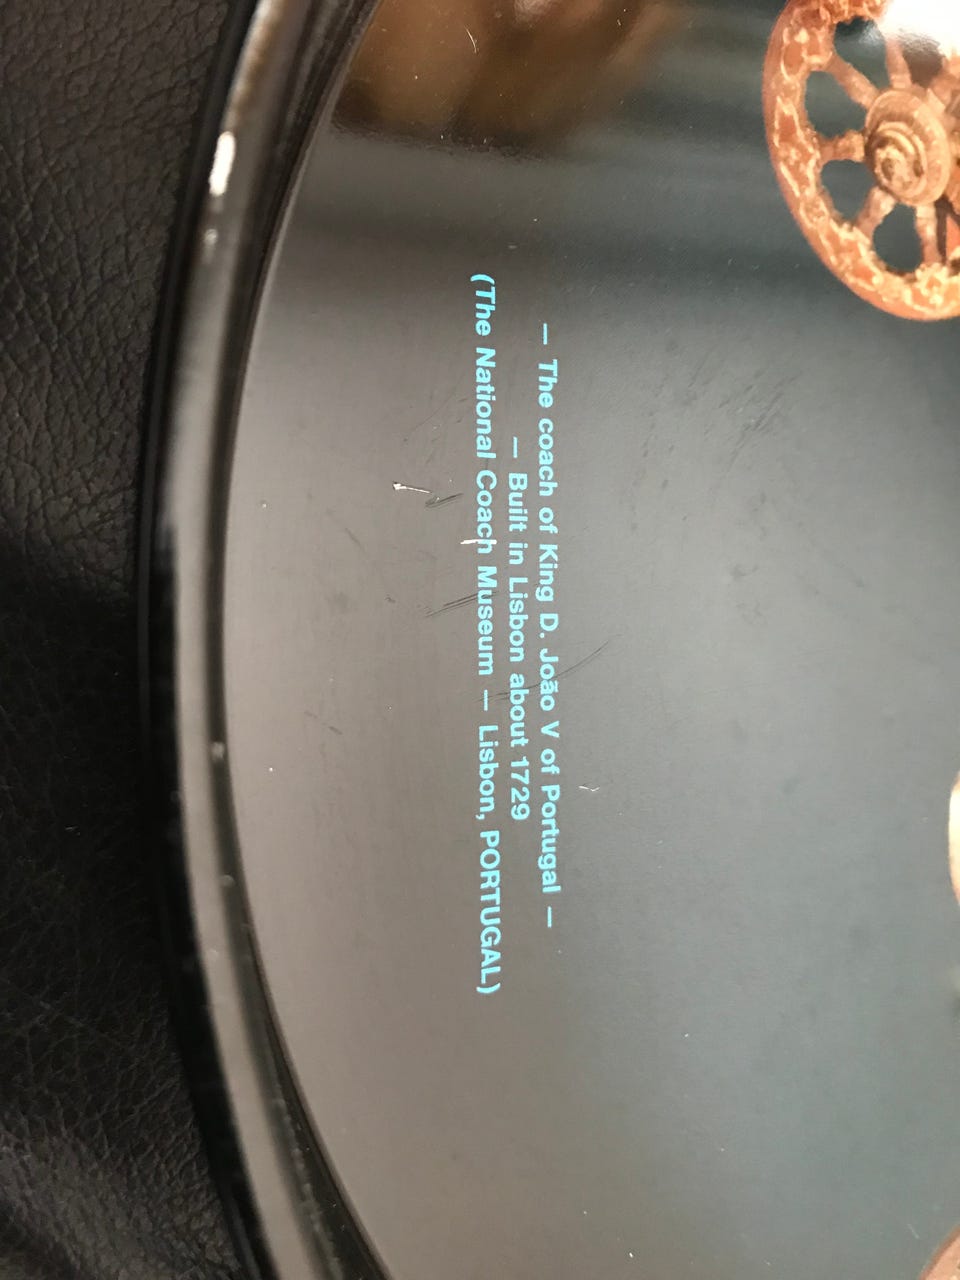 — The coach of King D. João V of Portugal —
— Built in Lisbon about 1729
(The National Coach Museum — Lisbon, PORTUGAL)